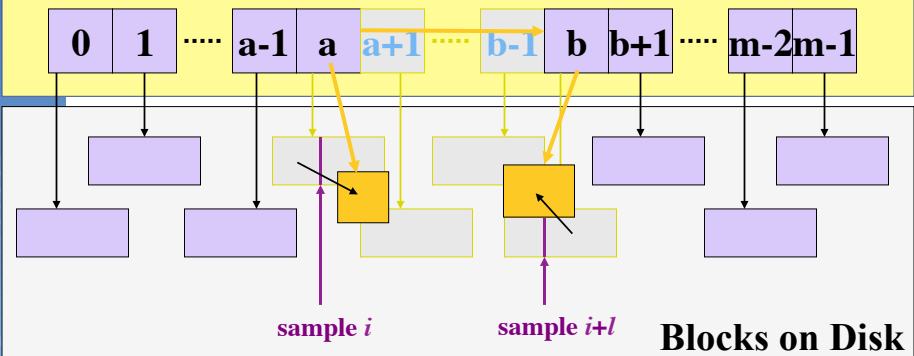 0 1 ..... a-1 a a+1 ..... b-1 b b+1 ..... m-2 m-1
sample i sample i+l
Blocks on Disk